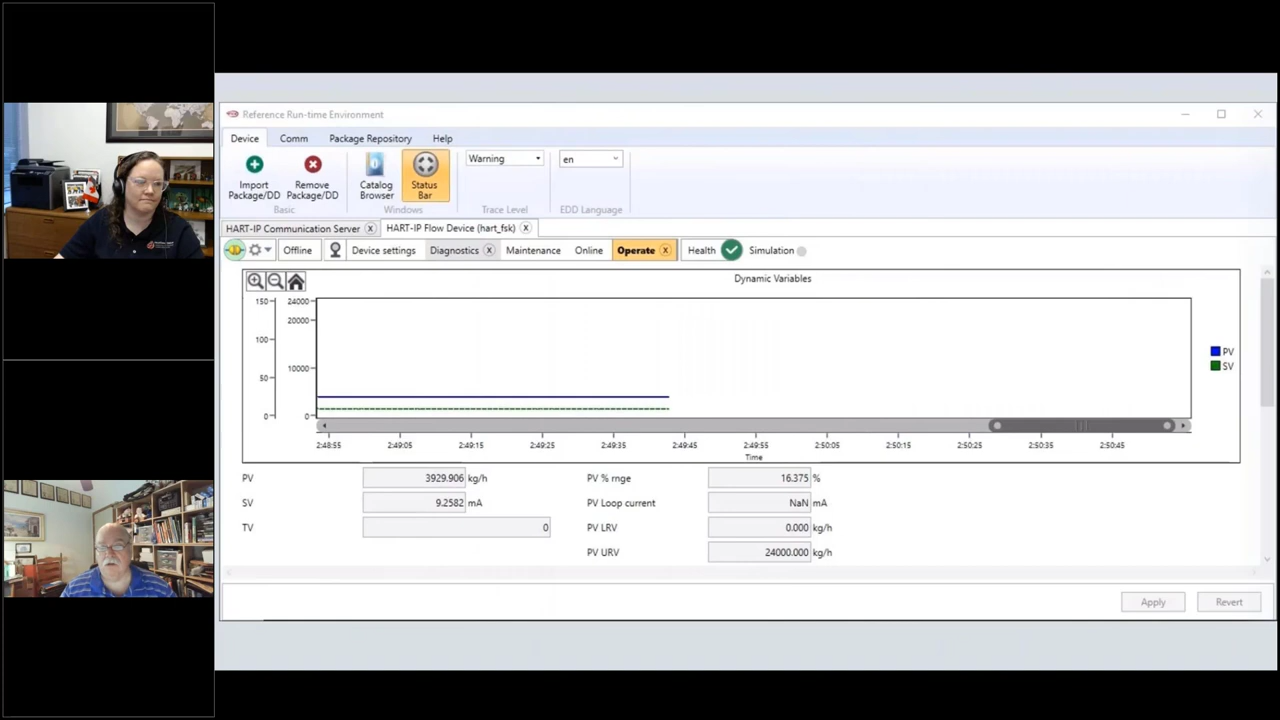 Reference Run-time Environment
Device Comm Package Repository Help
Import Package/DD
Remove Package/DD
Catalog Browser
Status Bar
Warning
en
Basic Windows Trace Level EDD Language
HART-IP Communication Server HART-IP Flow Device (hart_fsk)
Offline Device settings Diagnostics Maintenance Online Operate Health Simulation
Dynamic Variables
150
100
50
0
24000
20000
10000
0
PV
SV
2:48:55 2:49:05 2:49:15 2:49:25 2:49:35 2:49:45 2:49:55 2:50:05 2:50:15 2:50:25 2:50:35 2:50:45
Time
PV 3929.906 kg/h PV % rnge 16.375 %
SV 9.2582 mA PV Loop current NaN mA
TV 0 PV LRV 0.000 kg/h
PV URV 24000.000 kg/h
Apply Revert